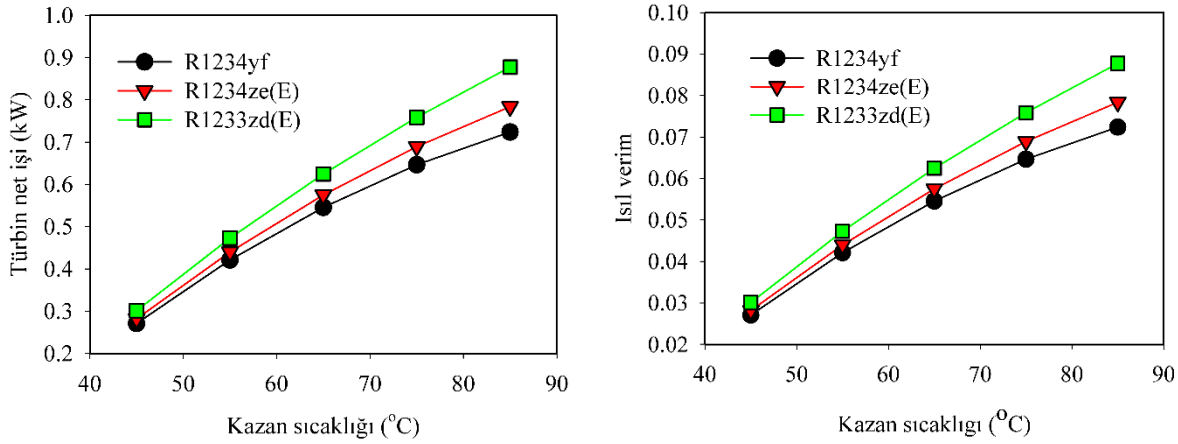 Türbin net işi (kW)
1.0
0.9
0.8
0.7
0.6
0.5
0.4
0.3
0.2
R1234yf
R1234ze(E)
R1233zd(E)
40 50 60 70 80 90
Kazan sıcaklığı (°C)
Isıl verim
0.10
0.09
0.08
0.07
0.06
0.05
0.04
0.03
0.02
R1234yf
R1234ze(E)
R1233zd(E)
40 50 60 70 80 90
Kazan sıcaklıgı (°C)